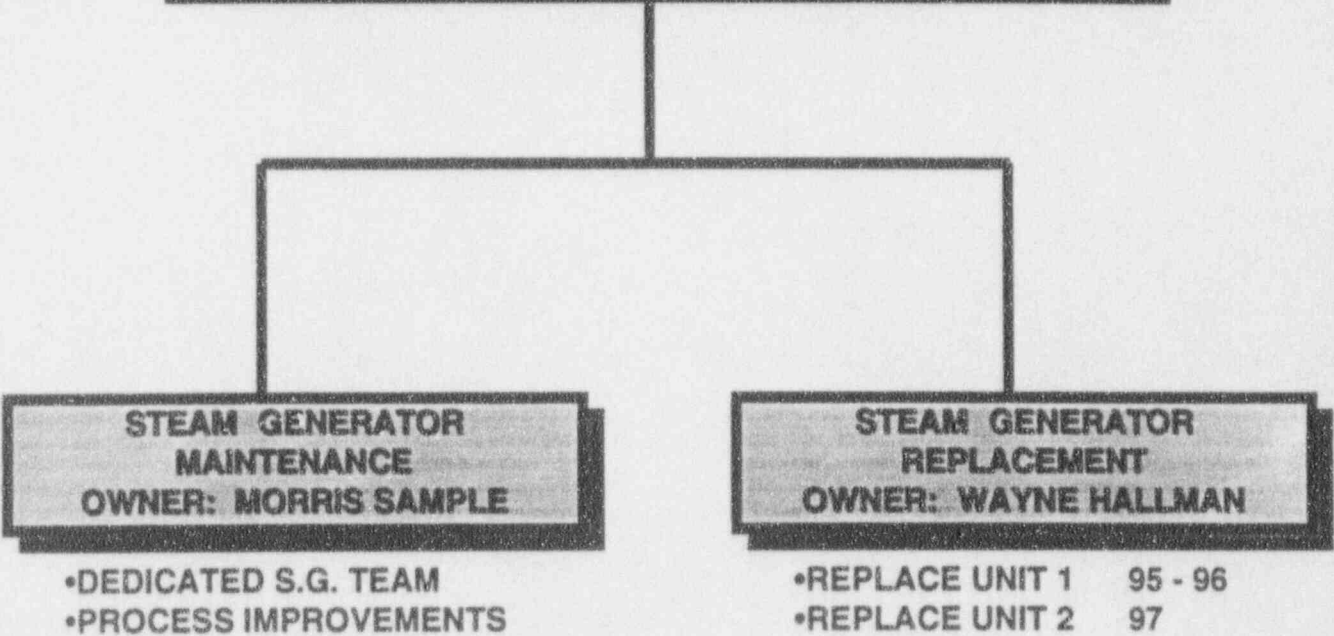 STEAM GENERATOR
MAINTENANCE
OWNER: MORRIS SAMPLE
•DEDICATED S.G. TEAM
•PROCESS IMPROVEMENTS
STEAM GENERATOR
REPLACEMENT
OWNER: WAYNE HALLMAN
•REPLACE UNIT 1 95 - 96
•REPLACE UNIT 2 97